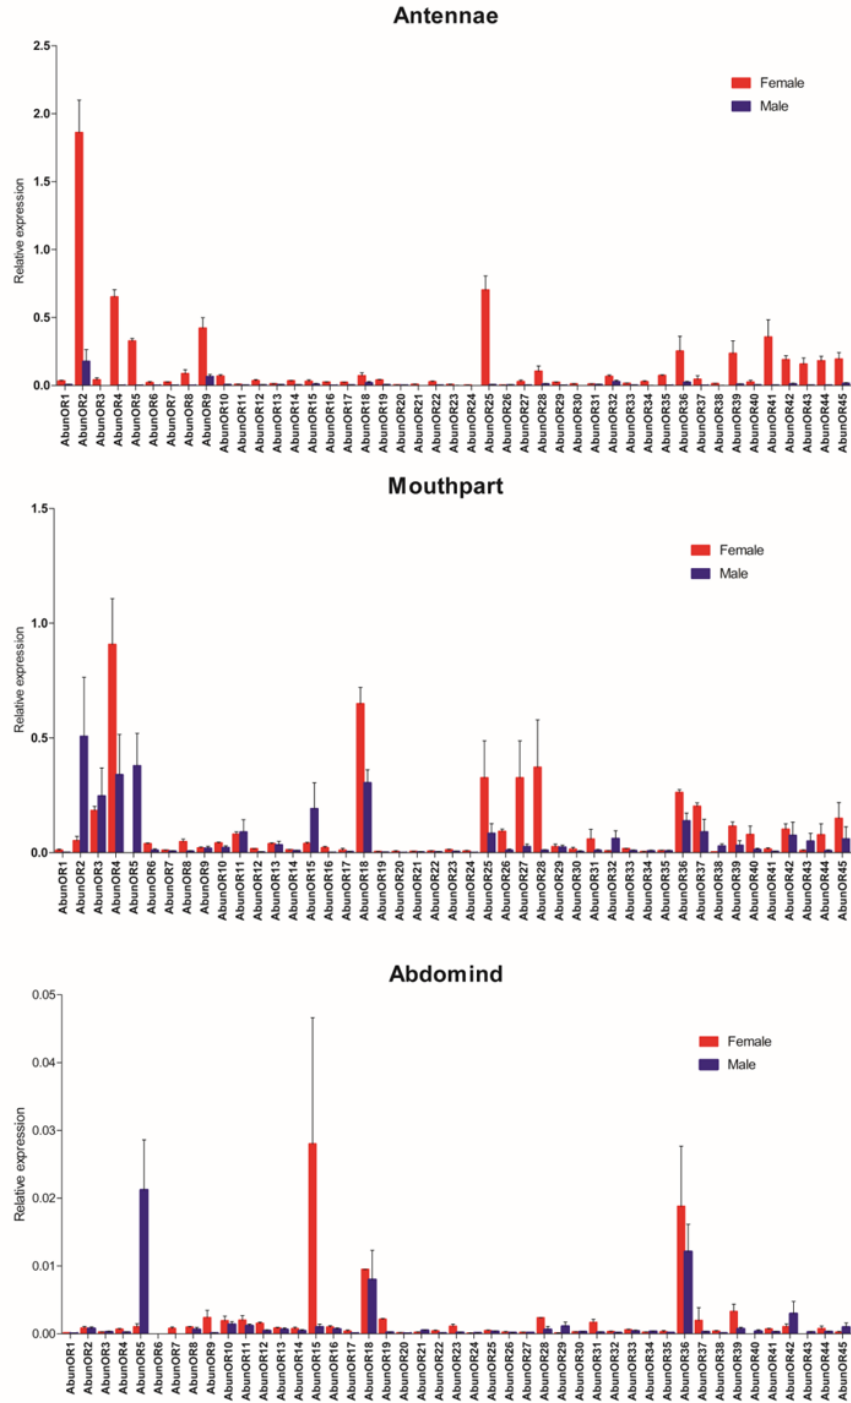 Antennae
2.5
2.0
1.5
1.0
0.5
0.0
Relative expression
Female
Male
AbunOR1
AbunOR2
AbunOR3
AbunOR4
AbunOR5
AbunOR6
AbunOR7
AbunOR8
AbunOR9
AbunOR10
AbunOR11
AbunOR12
AbunOR13
AbunOR14
AbunOR15
AbunOR16
AbunOR17
AbunOR18
AbunOR19
AbunOR20
AbunOR21
AbunOR22
AbunOR23
AbunOR24
AbunOR25
AbunOR26
AbunOR27
AbunOR28
AbunOR29
AbunOR30
AbunOR31
AbunOR32
AbunOR33
AbunOR34
AbunOR35
AbunOR36
AbunOR37
AbunOR38
AbunOR39
AbunOR40
AbunOR41
AbunOR42
AbunOR43
AbunOR44
AbunOR45
Mouthpart
1.5
1.0
0.5
0.0
Relative expression
Female
Male
AbunOR1
AbunOR2
AbunOR3
AbunOR4
AbunOR5
AbunOR6
AbunOR7
AbunOR8
AbunOR9
AbunOR10
AbunOR11
AbunOR12
AbunOR13
AbunOR14
AbunOR15
AbunOR16
AbunOR17
AbunOR18
AbunOR19
AbunOR20
AbunOR21
AbunOR22
AbunOR23
AbunOR24
AbunOR25
AbunOR26
AbunOR27
AbunOR28
AbunOR29
AbunOR30
AbunOR31
AbunOR32
AbunOR33
AbunOR34
AbunOR35
AbunOR36
AbunOR37
AbunOR38
AbunOR39
AbunOR40
AbunOR41
AbunOR42
AbunOR43
AbunOR44
AbunOR45
Abdomind
0.05
0.04
0.03
0.02
0.01
0.00
Relative expression
Female
Male
AbunOR1
AbunOR2
AbunOR3
AbunOR4
AbunOR5
AbunOR6
AbunOR7
AbunOR8
AbunOR9
AbunOR10
AbunOR11
AbunOR12
AbunOR13
AbunOR14
AbunOR15
AbunOR16
AbunOR17
AbunOR18
AbunOR19
AbunOR20
AbunOR21
AbunOR22
AbunOR23
AbunOR24
AbunOR25
AbunOR26
AbunOR27
AbunOR28
AbunOR29
AbunOR30
AbunOR31
AbunOR32
AbunOR33
AbunOR34
AbunOR35
AbunOR36
AbunOR37
AbunOR38
AbunOR39
AbunOR40
AbunOR41
AbunOR42
AbunOR43
AbunOR44
AbunOR45